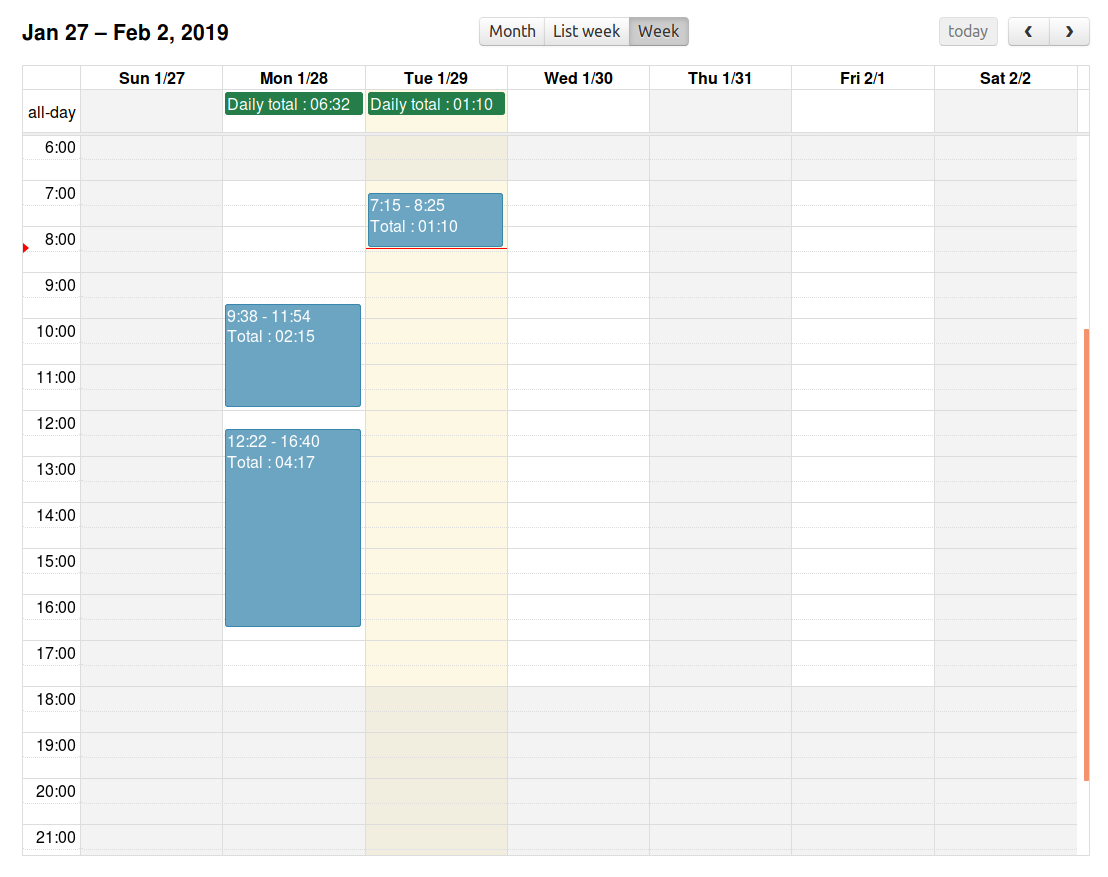 Jan 27 – Feb 2, 2019
Month List week Week
today
Sun 1/27 Mon 1/28 Tue 1/29 Wed 1/30 Thu 1/31 Fri 2/1 Sat 2/2
all-day
Daily total : 06:32
Daily total : 01:10
6:00
7:00
7:15 - 8:25
Total : 01:10
8:00
9:00
9:38 - 11:54
Total : 02:15
10:00
11:00
12:00
12:22 - 16:40
Total : 04:17
13:00
14:00
15:00
16:00
17:00
18:00
19:00
20:00
21:00